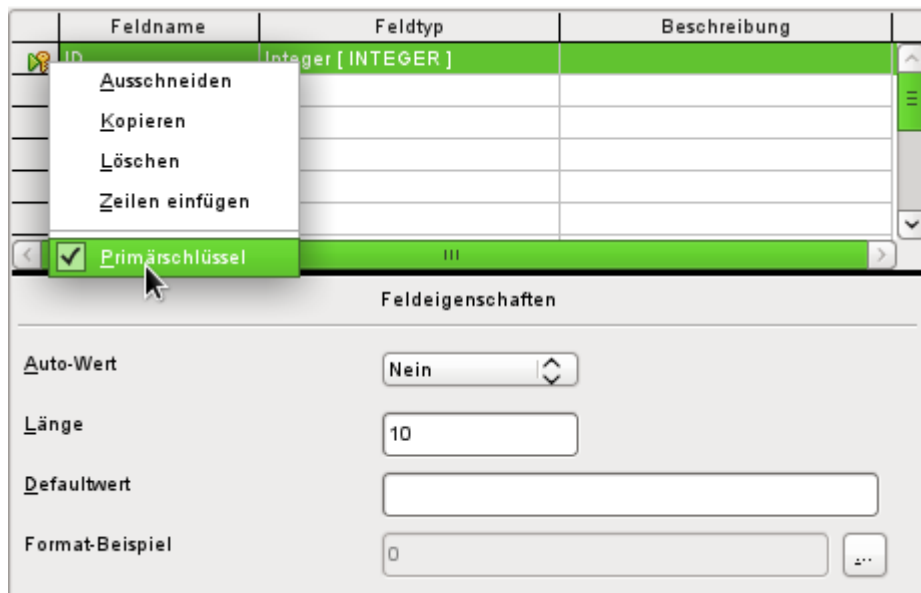 Feldname Feldtyp Beschreibung
ID Integer [ INTEGER ]
Ausschneiden
Kopieren
Löschen
Zeilen einfügen
Primärschlüssel
Feldeigenschaften
Auto-Wert Nein
Länge 10
Defaultwert
Format-Beispiel 0 ...